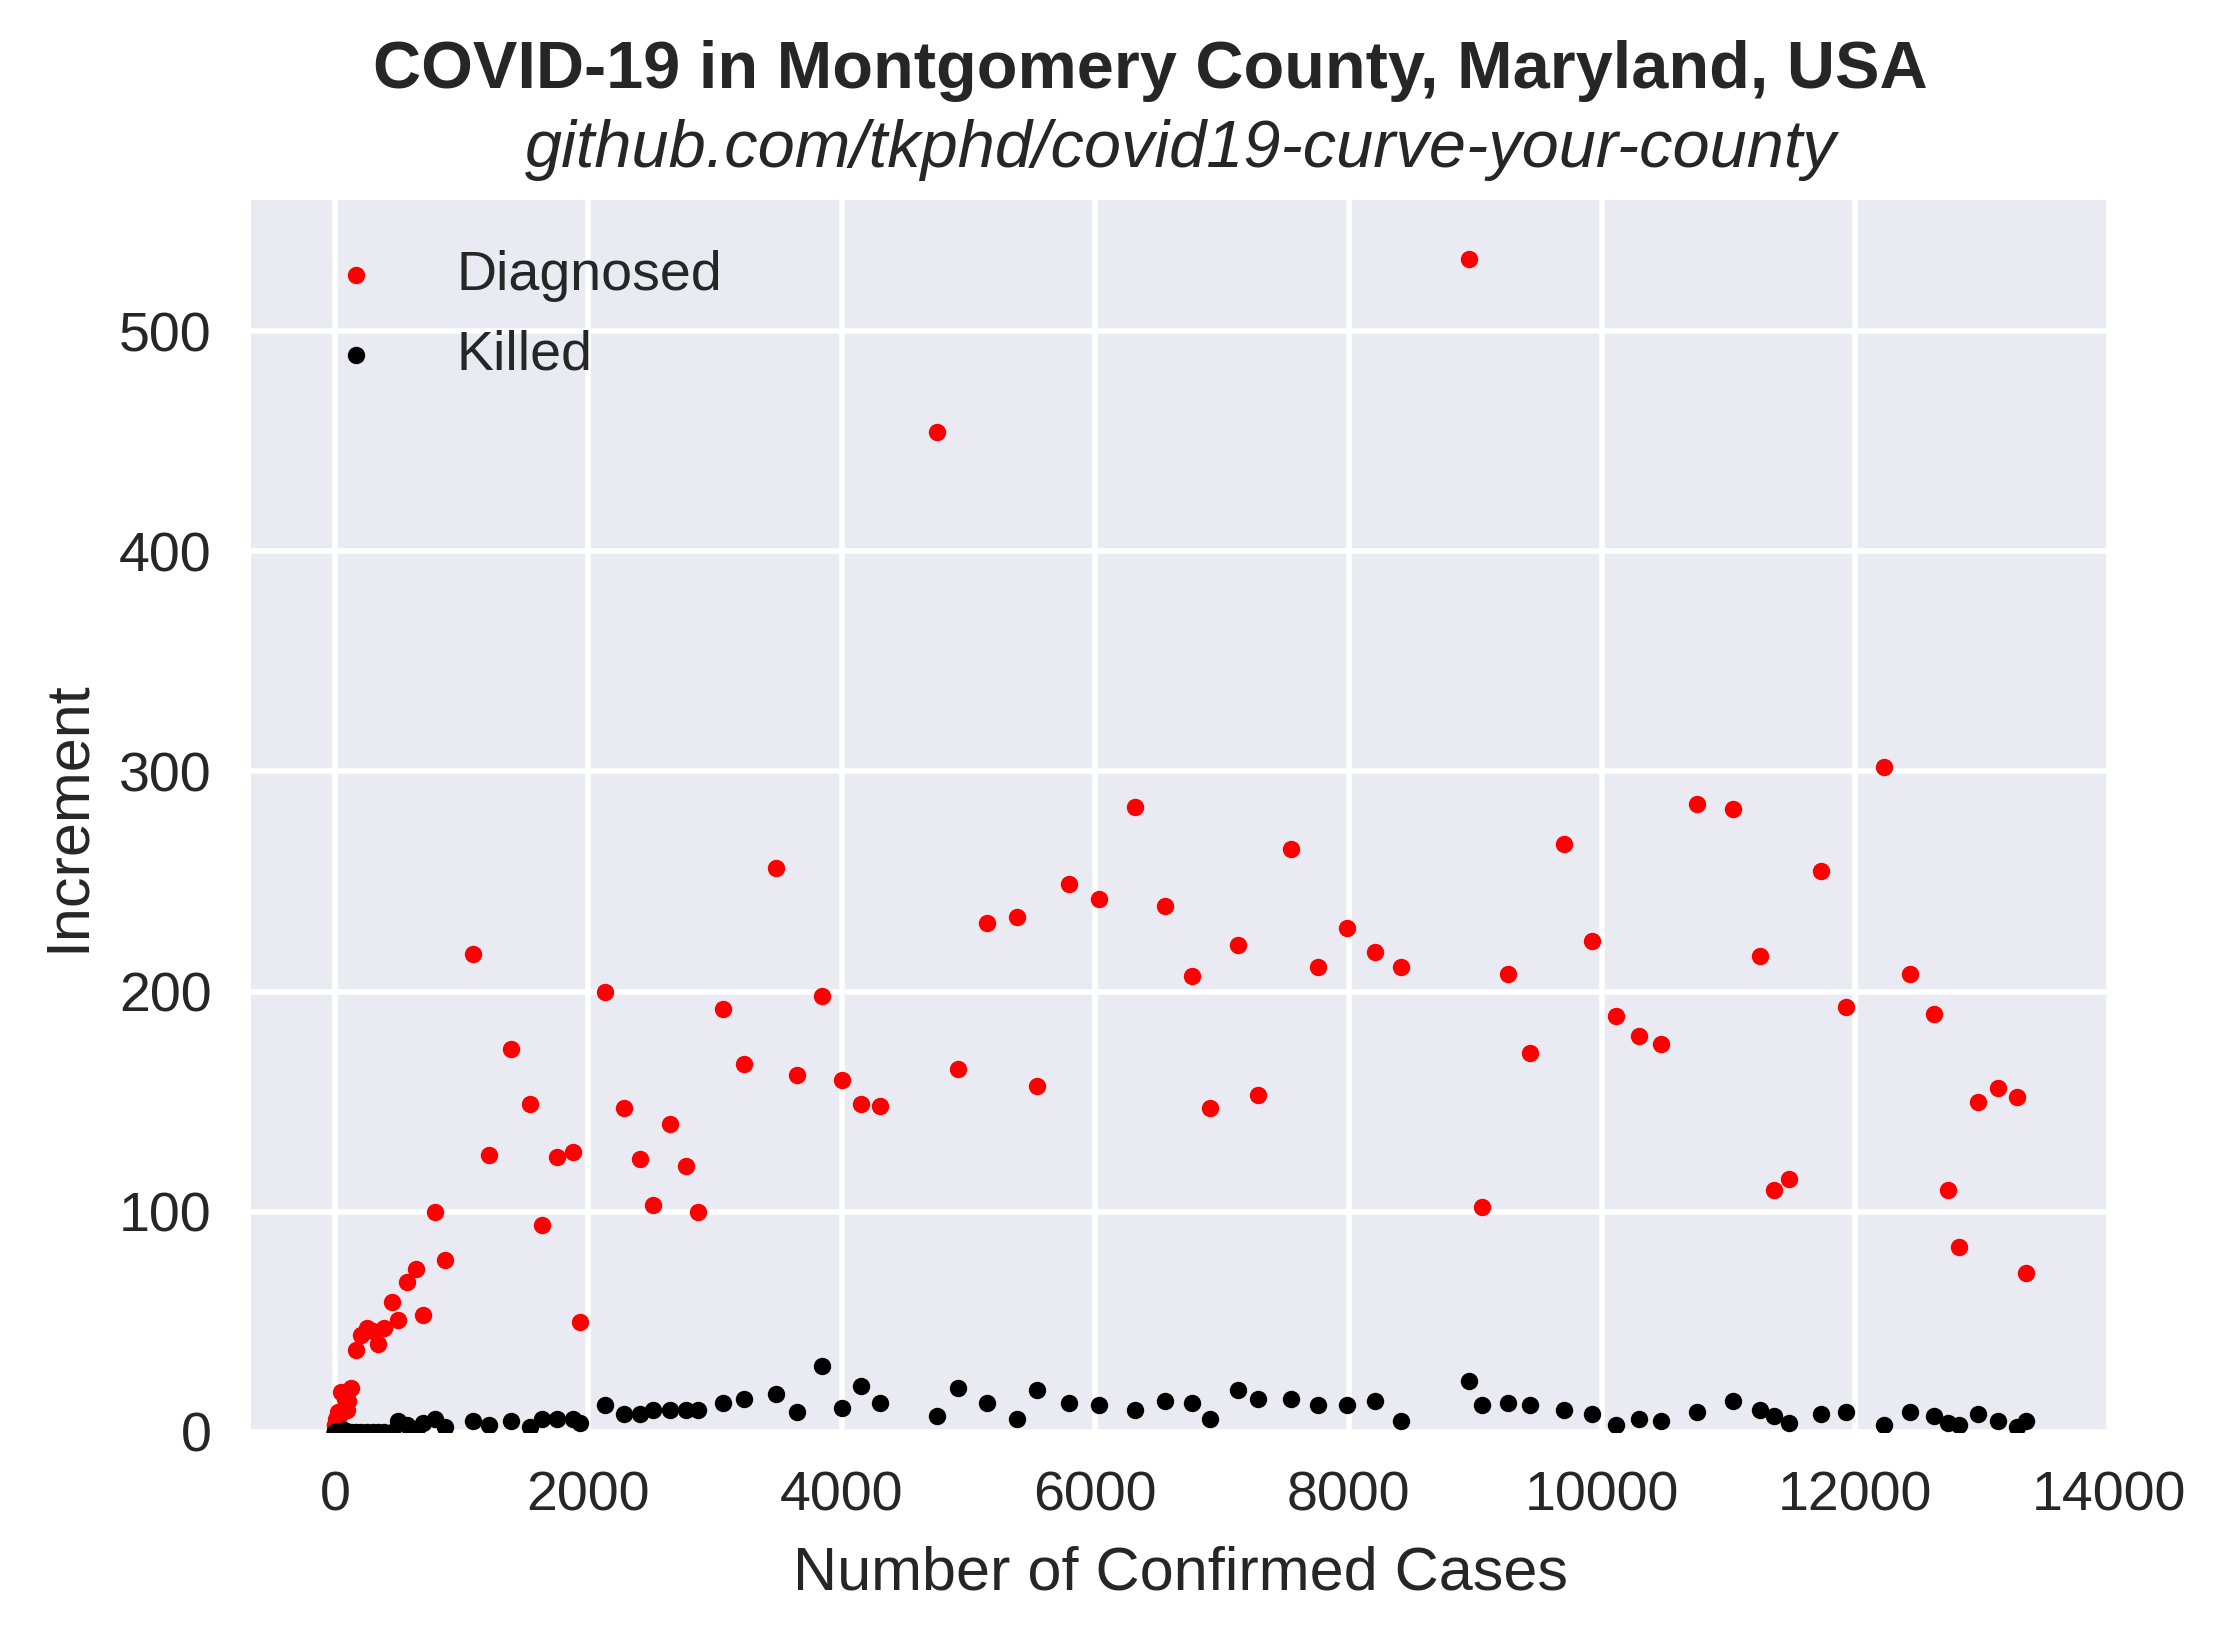 COVID-19 in Montgomery County, Maryland, USA
github.com/tkphd/covid19-curve-your-county
Diagnosed
Killed
500
400
300
200
100
0
Increment
0 2000 4000 6000 8000 10000 12000 14000
Number of Confirmed Cases